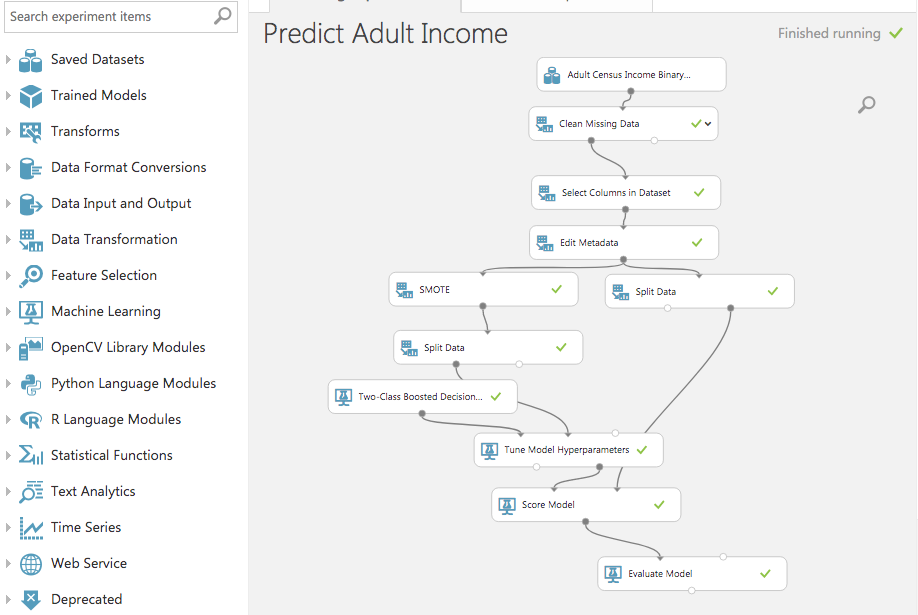 Search experiment items
Saved Datasets
Trained Models
Transforms
Data Format Conversions
Data Input and Output
Data Transformation
Feature Selection
Machine Learning
OpenCV Library Modules
Python Language Modules
R Language Modules
Statistical Functions
Text Analytics
Time Series
Web Service
Deprecated
Predict Adult Income
Finished running
Adult Census Income Binary...
Clean Missing Data
Select Columns in Dataset
Edit Metadata
SMOTE
Split Data
Split Data
Two-Class Boosted Decision...
Tune Model Hyperparameters
Score Model
Evaluate Model